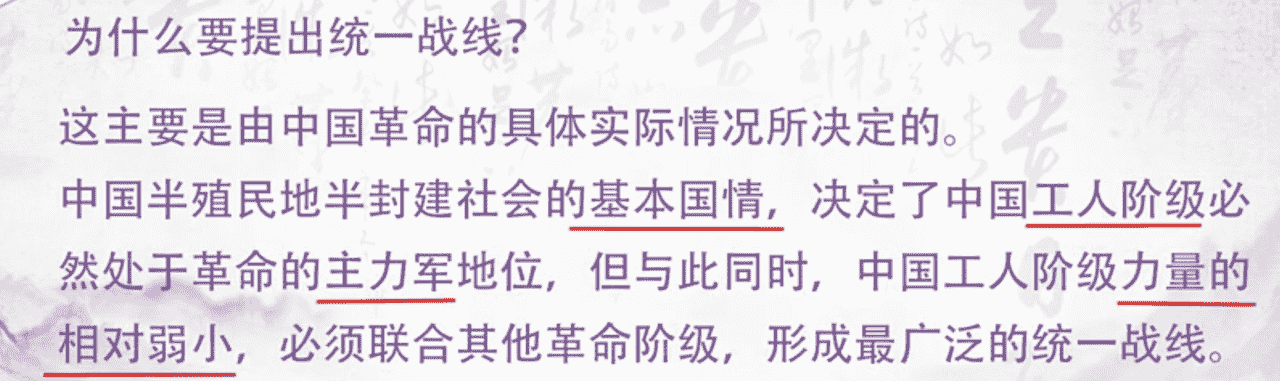 为什么要提出统一战线？
这主要是由中国革命的具体实际情况所决定的。
中国半殖民地半封建社会的基本国情，决定了中国工人阶级必
然处于革命的主力军地位，但与此同时，中国工人阶级力量的
相对弱小，必须联合其他革命阶级，形成最广泛的统一战线。